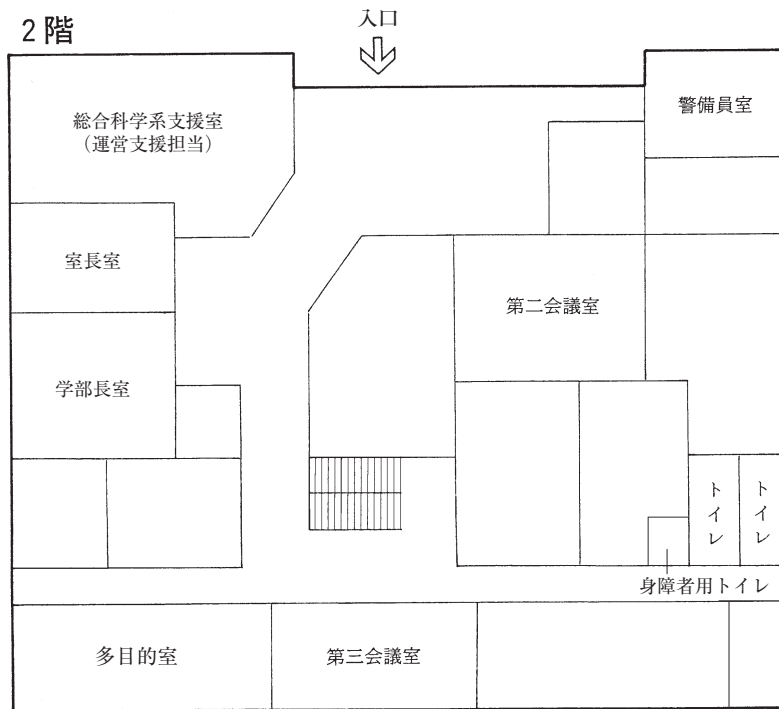 2階
入口
総合科学系支援室
（運営支援担当）
警備員室
室長室
第二会議室
学部長室
トイレ
トイレ
身障者用トイレ
多目的室
第三会議室